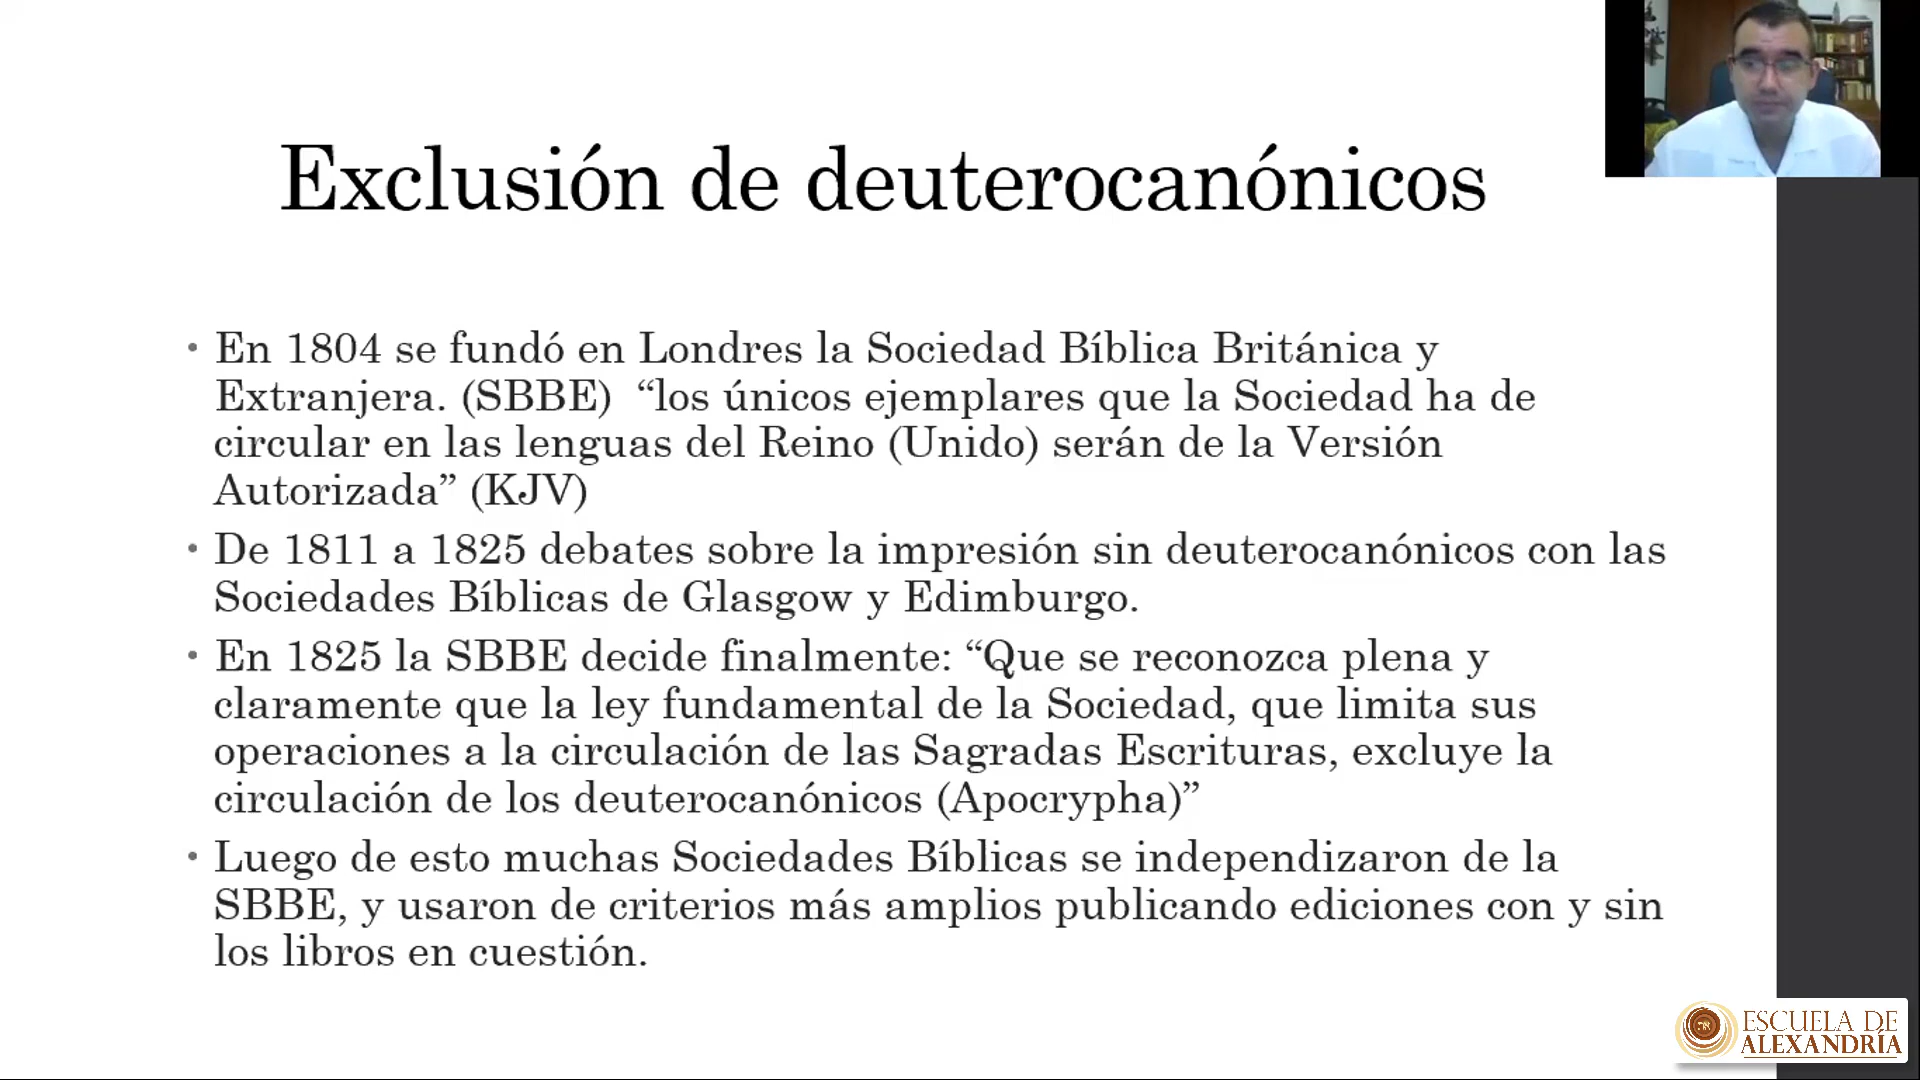 Exclusión de deuterocanónicos
• En 1804 se fundó en Londres la Sociedad Bíblica Británica y
Extranjera. (SBBE) “los únicos ejemplares que la Sociedad ha de
circular en las lenguas del Reino (Unido) serán de la Versión
Autorizada” (KJV)
• De 1811 a 1825 debates sobre la impresión sin deuterocanónicos con las
Sociedades Bíblicas de Glasgow y Edimburgo.
• En 1825 la SBBE decide finalmente: “Que se reconozca plena y
claramente que la ley fundamental de la Sociedad, que limita sus
operaciones a la circulación de las Sagradas Escrituras, excluye la
circulación de los deuterocanónicos (Apocrypha)”
• Luego de esto muchas Sociedades Bíblicas se independizaron de la
SBBE, y usaron de criterios más amplios publicando ediciones con y sin
los libros en cuestión.
ESCUELA DE
ALEXANDRÍA